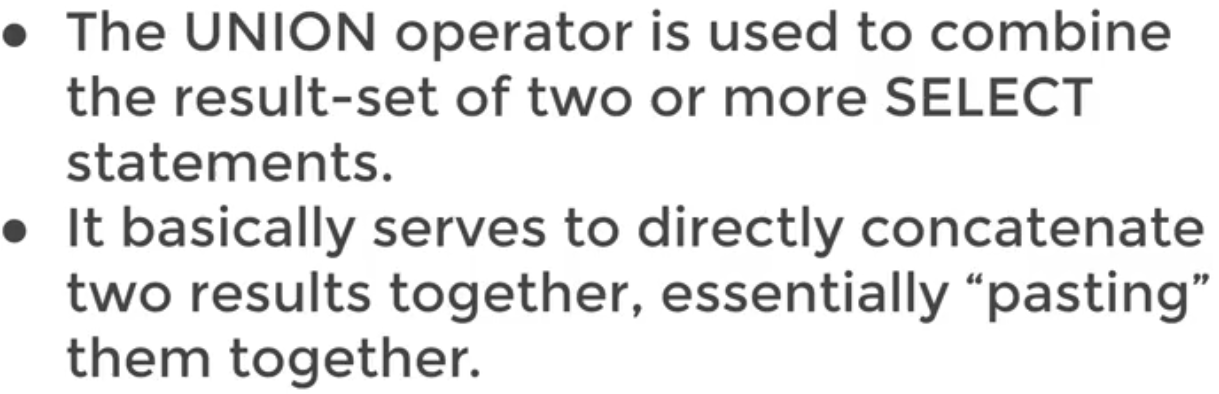 • The UNION operator is used to combine
the result-set of two or more SELECT
statements.
• It basically serves to directly concatenate
two results together, essentially “pasting”
them together.